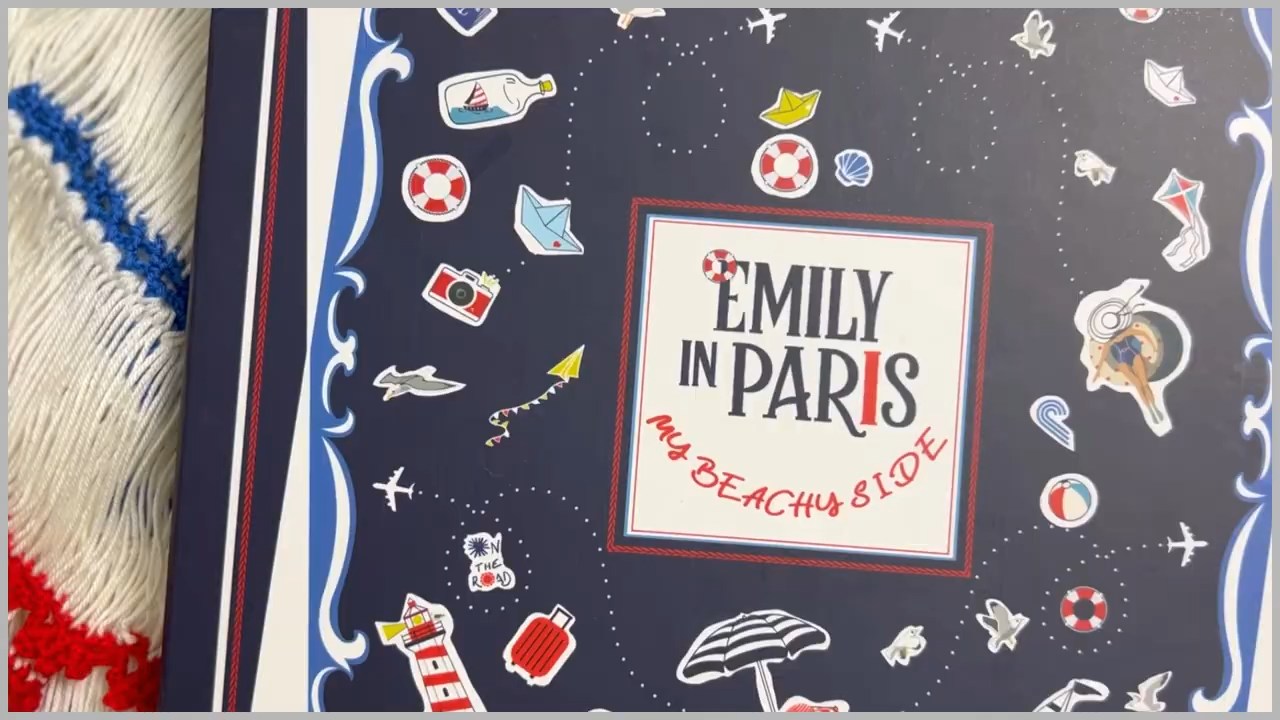 EMILY
IN PARIS
MY BEACHY SIDE
ON
THE
ROAD